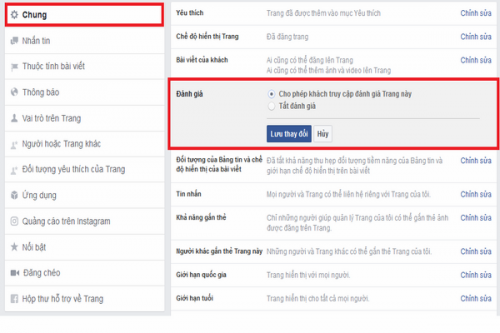 Chung
Nhắn tin
Thuộc tính bài viết
Thông báo
Vai trò trên Trang
Người hoặc Trang khác
Đối tượng yêu thích của Trang
Ứng dụng
Quảng cáo trên Instagram
Nổi bật
Đăng chéo
Hộp thư hỗ trợ về Trang
Yêu thích Trang đã được thêm vào mục Yêu thích Chỉnh sửa
Chế độ hiển thị Trang Đã đăng trang Chỉnh sửa
Bài viết của khách Ai cũng có thể đăng lên Trang Chỉnh sửa
Ai cũng có thể thêm ảnh và video lên Trang
Đánh giá Cho phép khách truy cập đánh giá Trang này
Tắt đánh giá
Lưu thay đổi Hủy
Đối tượng của Bảng tin và chế Đã tắt khả năng thu hẹp đối tượng tiềm năng của Bảng tin và Chỉnh sửa
độ hiển thị của bài viết giới hạn chế độ hiển thị trên bài viết
Tin nhắn Mọi người và Trang có thể liên hệ riêng với Trang của tôi. Chỉnh sửa
Khả năng gắn thẻ Chỉ những người giúp quản lý Trang của tôi có thể gắn thẻ ảnh Chỉnh sửa
được đăng trên Trang.
Người khác gắn thẻ Trang này Những người và Trang khác có thể gắn thẻ Trang của tôi. Chỉnh sửa
Giới hạn quốc gia Trang hiển thị với mọi người. Chỉnh sửa
Giới hạn tuổi Trang hiển thị cho tất cả mọi người. Chỉnh sửa